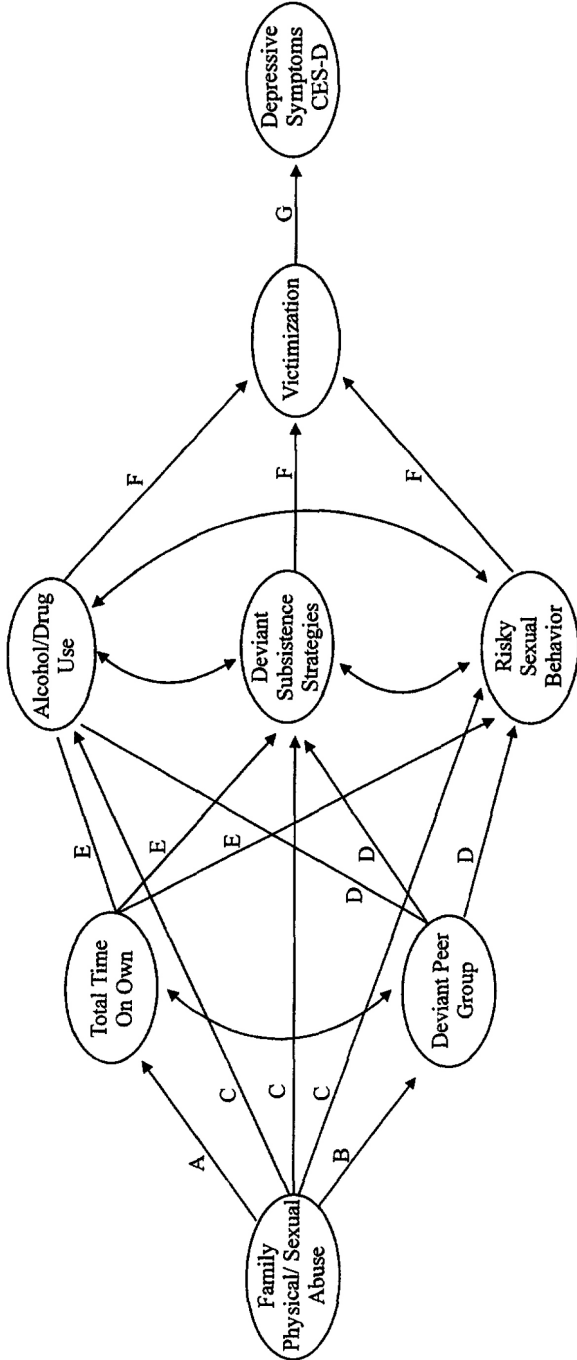 Family
Physical/ Sexual
Abuse
A
C
C
C
B
Total Time
On Own
Deviant Peer
Group
E
E
E
D
D
D
Alcohol/Drug
Use
Deviant
Subsistence
Strategies
Risky
Sexual
Behavior
F
F
F
Victimization
G
Depressive
Symptoms
CES-D